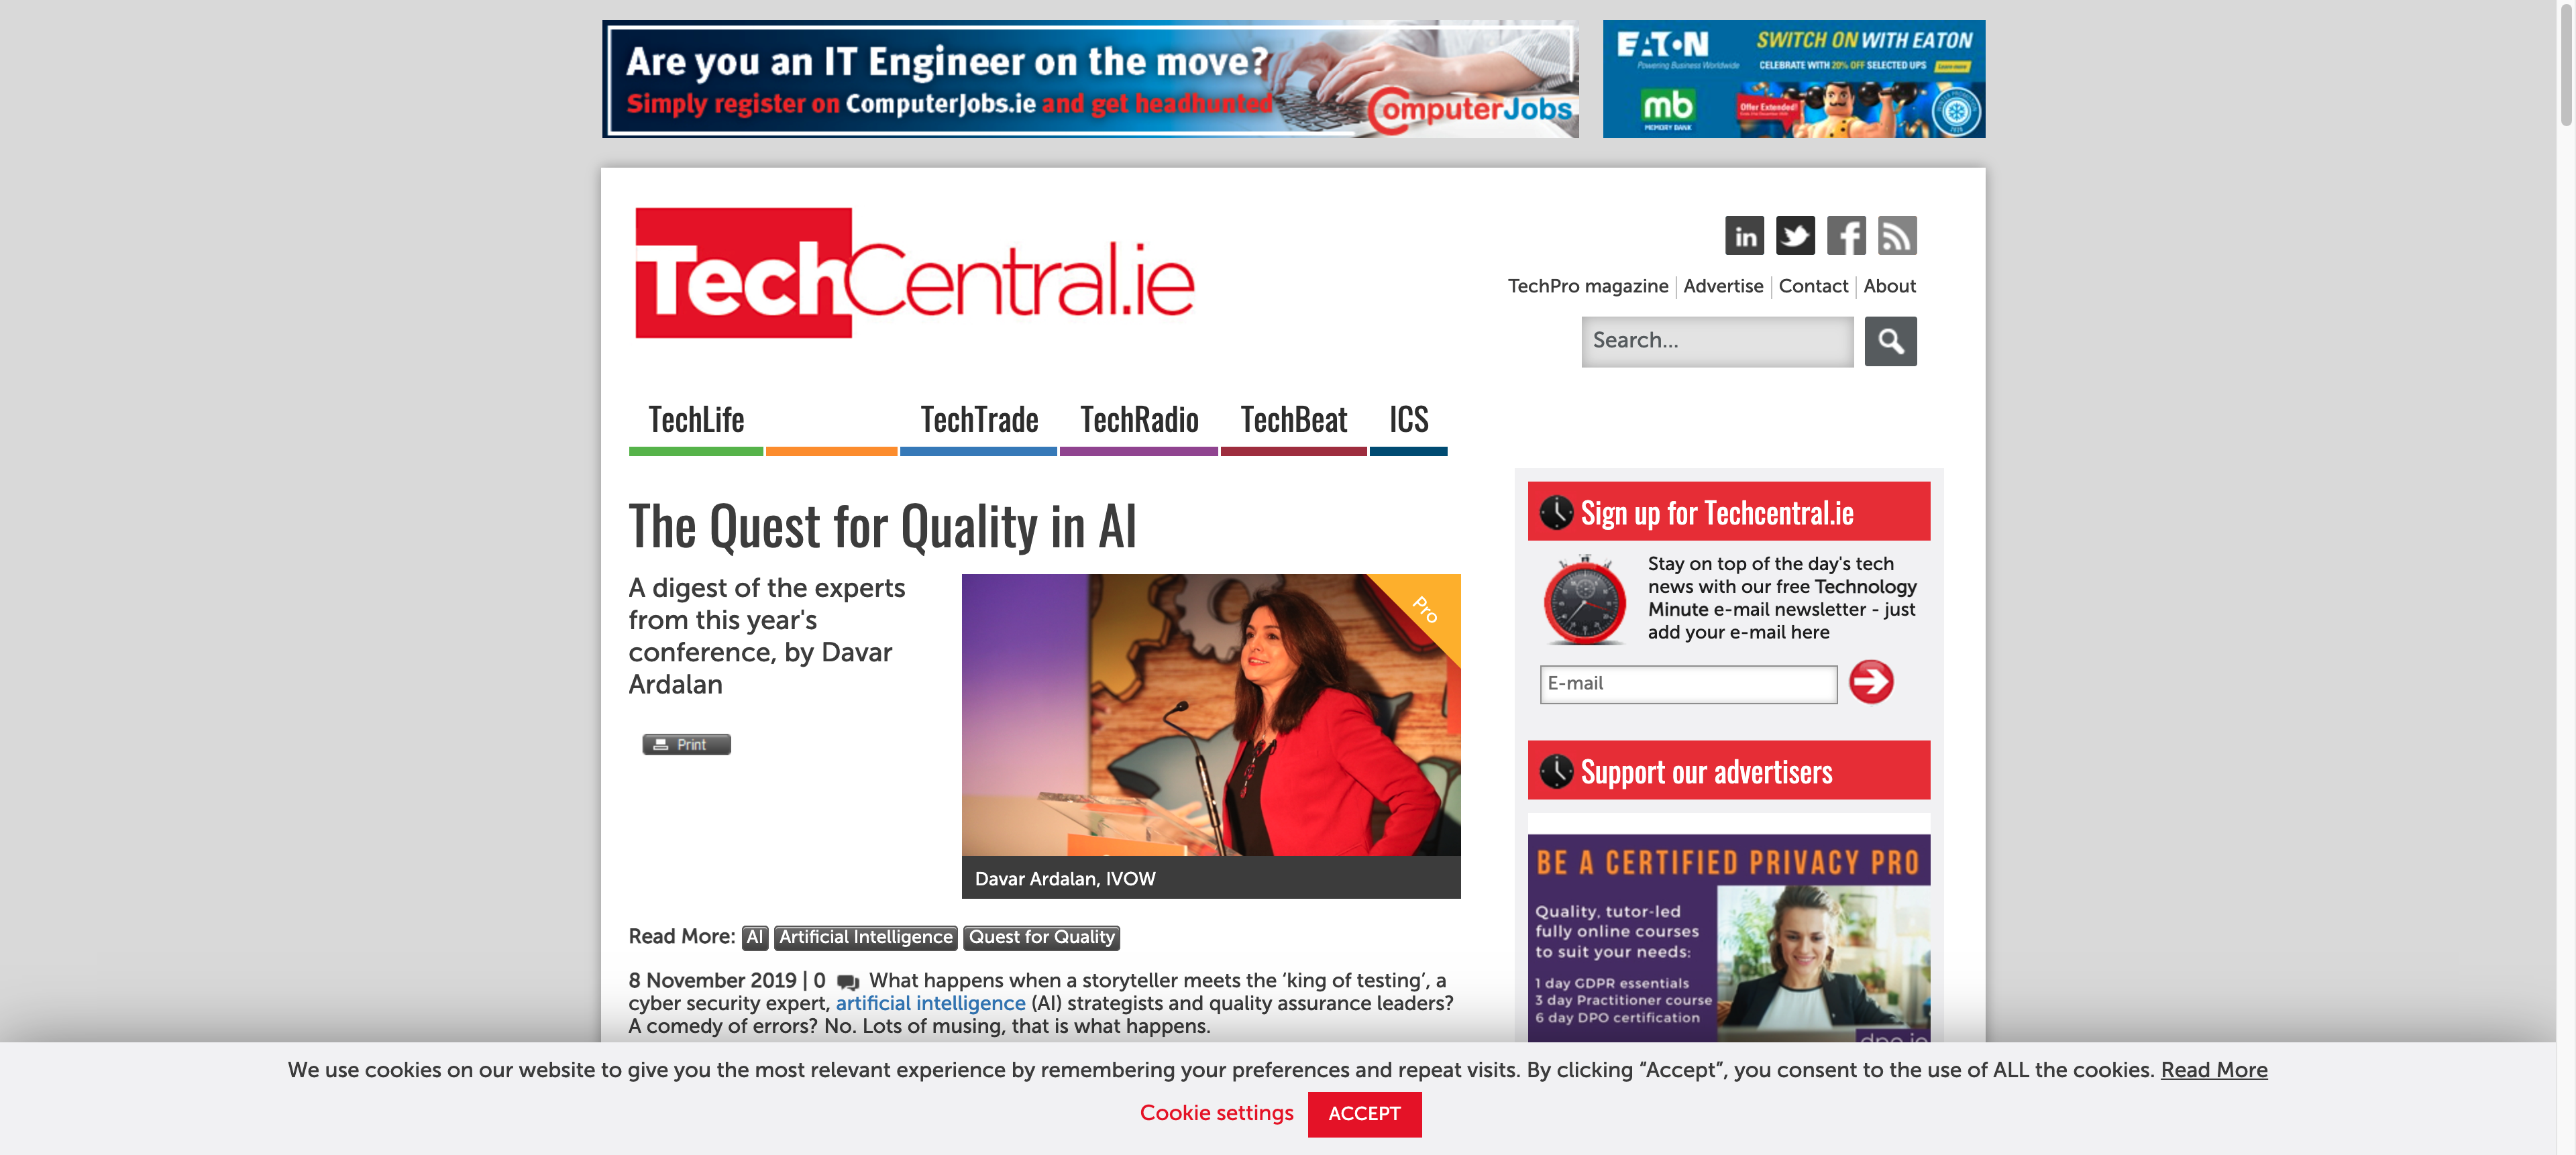 Are you an IT Engineer on the move?
Simply register on ComputerJobs.ie and get headhunted
ComputerJobs
EATON
Powering Business Worldwide
SWITCH ON WITH EATON
CELEBRATE WITH 20% OFF SELECTED UPS
Learn more
mb
MEMORY BANK
Offer Extended!
TechCentral.ie
in
TechPro magazine
Advertise
Contact
About
Search...
TechLife
TechTrade
TechRadio
TechBeat
ICS
The Quest for Quality in AI
A digest of the experts
from this year's
conference, by Davar
Ardalan
Print
Pro
Davar Ardalan, IVOW
Read More: AI Artificial Intelligence Quest for Quality
8 November 2019 | 0 What happens when a storyteller meets the ‘king of testing’, a
cyber security expert, artificial intelligence (AI) strategists and quality assurance leaders?
A comedy of errors? No. Lots of musing, that is what happens.
Sign up for Techcentral.ie
Stay on top of the day's tech
news with our free Technology
Minute e-mail newsletter - just
add your e-mail here
E-mail
Support our advertisers
BE A CERTIFIED PRIVACY PRO
Quality, tutor-led
fully online courses
to suit your needs:
1 day GDPR essentials
3 day Practitioner course
6 day DPO certification
dpo.ie
We use cookies on our website to give you the most relevant experience by remembering your preferences and repeat visits. By clicking “Accept”, you consent to the use of ALL the cookies. Read More
Cookie settings
ACCEPT